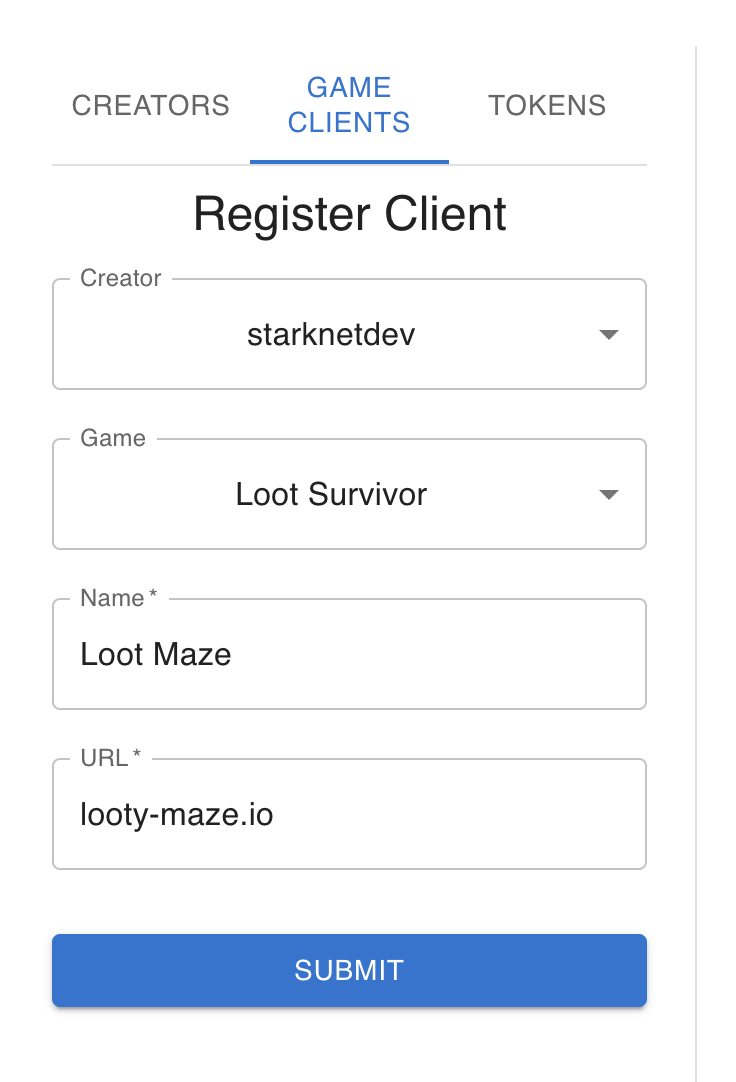 CREATORS
GAME
CLIENTS
TOKENS
Register Client
Creator
starknetdev
Game
Loot Survivor
Name *
Loot Maze
URL *
looty-maze.io
SUBMIT